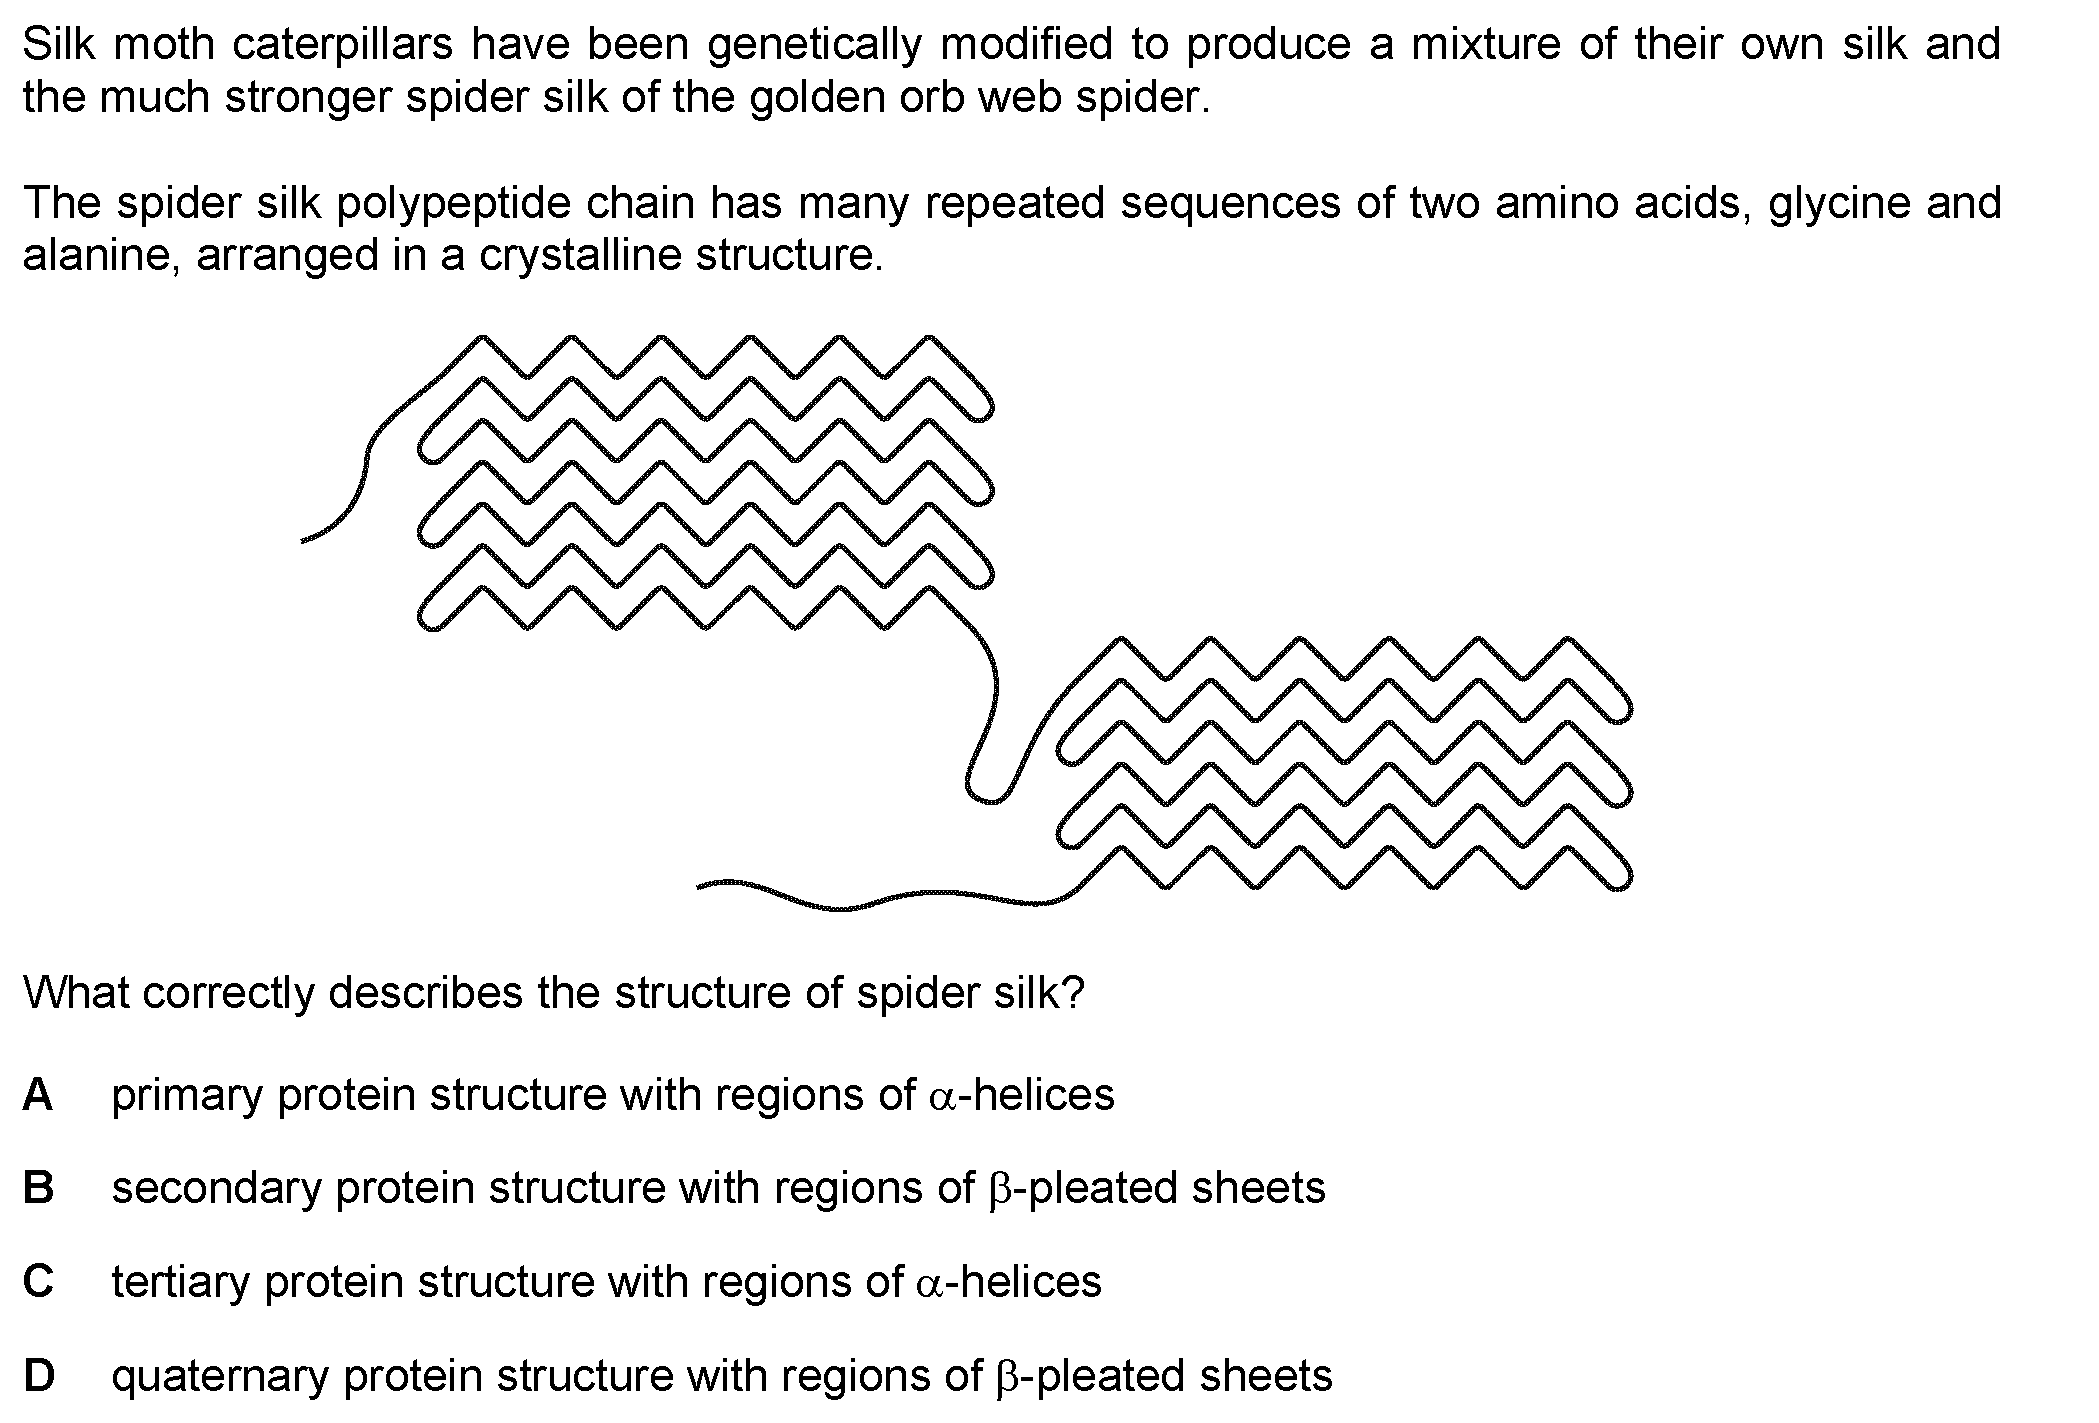 Silk moth caterpillars have been genetically modified to produce a mixture of their own silk and
the much stronger spider silk of the golden orb web spider.
The spider silk polypeptide chain has many repeated sequences of two amino acids, glycine and
alanine, arranged in a crystalline structure.
What correctly describes the structure of spider silk?
A primary protein structure with regions of α-helices
B secondary protein structure with regions of β-pleated sheets
C tertiary protein structure with regions of α-helices
D quaternary protein structure with regions of β-pleated sheets